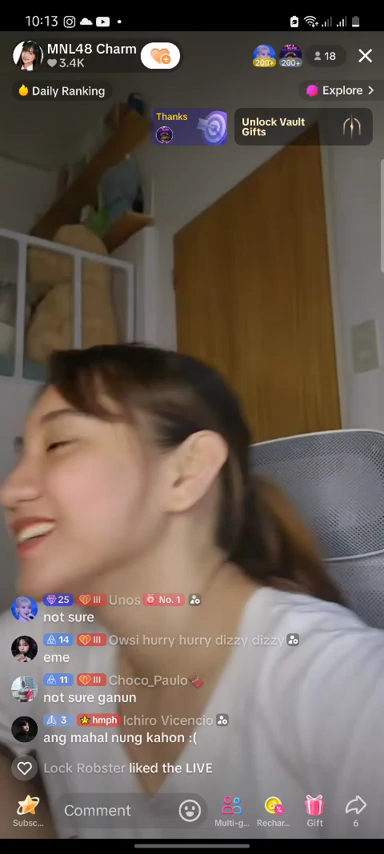 10:13
MNL48 Charm
3.4K
200+
200+
18
Daily Ranking
Explore
Thanks
Unlock Vault
Gifts
25 III Unos No. 1
not sure
14 III Owsi hurry hurry dizzy dizzy
eme
11 III Choco_Paulo
not sure ganun
3 hmph Ichiro Vicencio
ang mahal nung kahon :(
Lock Robster liked the LIVE
Subsc...
Comment
Multi-g...
Rechar...
Gift
6